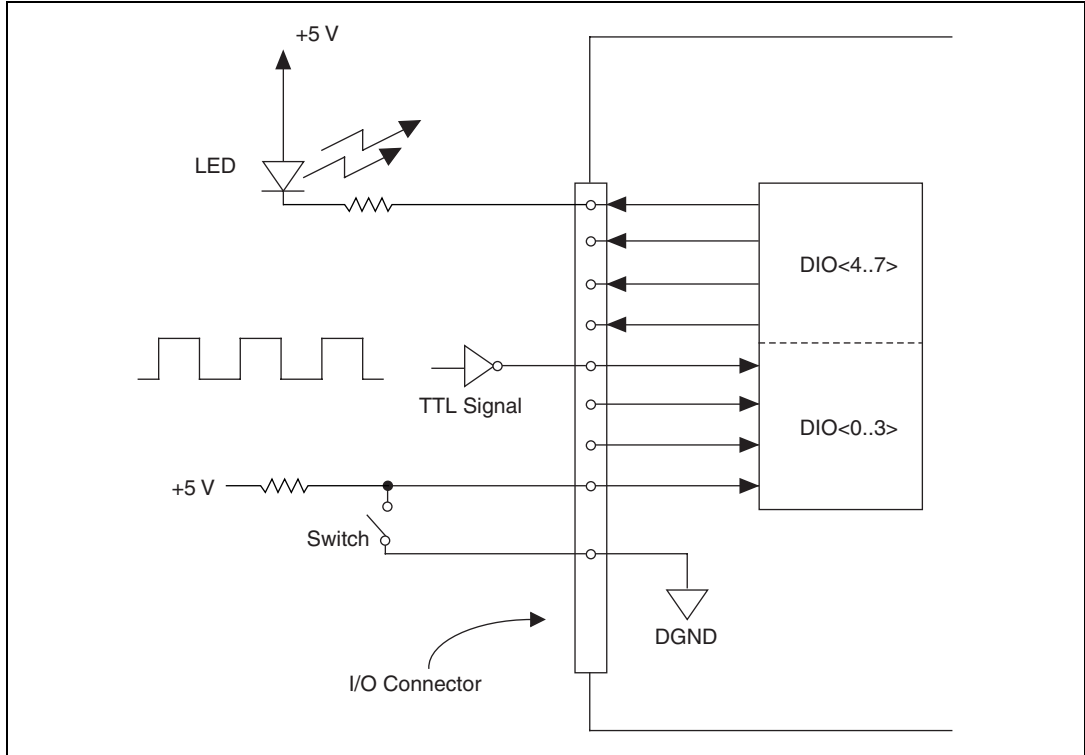 +5 V
LED
DIO<4..7>
TTL Signal
DIO<0..3>
+5 V
Switch
DGND
I/O Connector